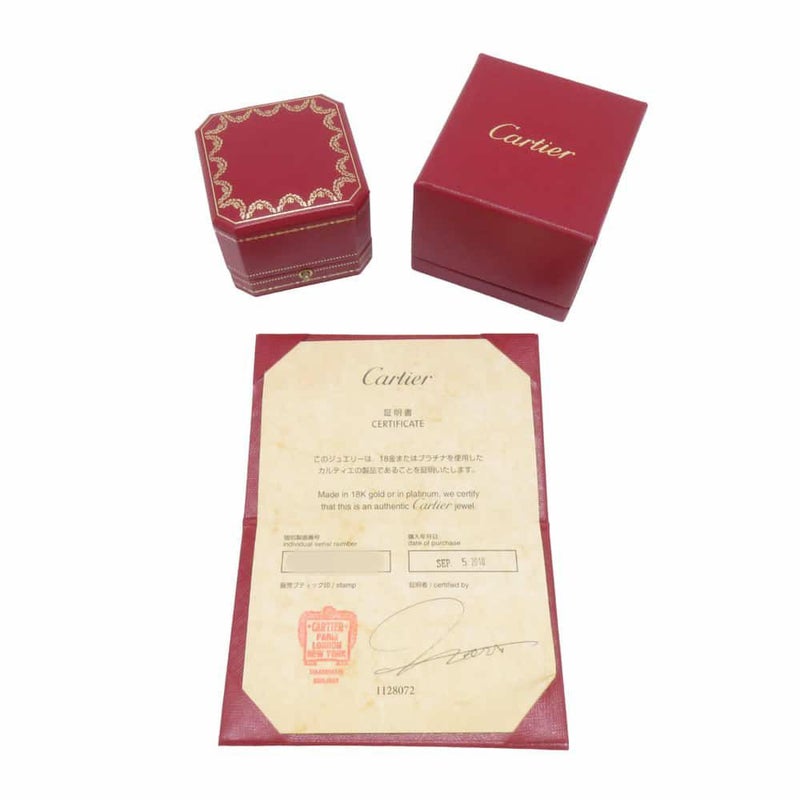 Cartier
Cartier
証明書
CERTIFICATE
このジュエリーは、18金またはプラチナを使用した
カルティエの製品であることを証明いたします。
Made in 18K gold or in platinum, we certify
that this is an authentic Cartier jewel.
個別製造番号
individual serial number
購入年月日
date of purchase
SEP. 5. 2010
販売ブティック印 / stamp
証明者 / certified by
CARTIER
PARIS
LONDON
NEW YORK
1128072